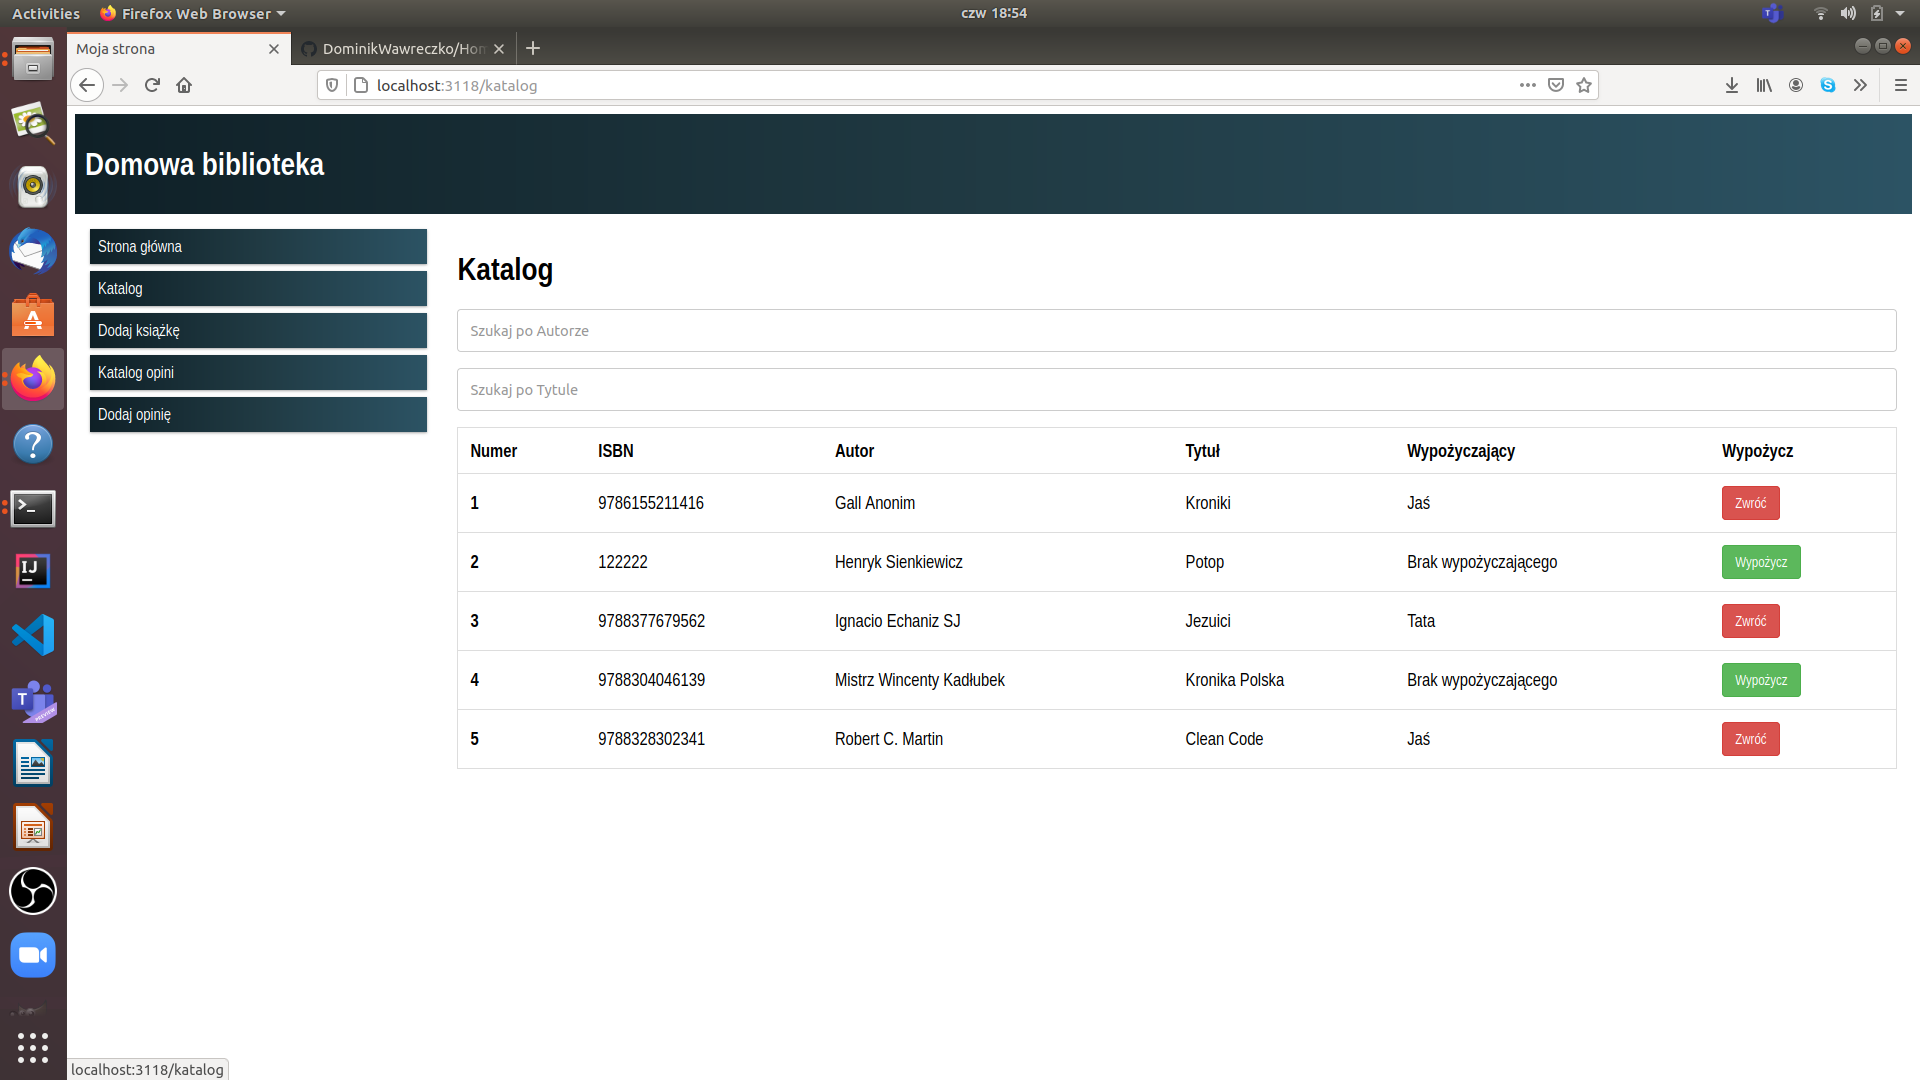 Activities Firefox Web Browser czw 18:54
Moja strona DominikWawreczko/Hom
localhost:3118/katalog
Domowa biblioteka
Strona główna
Katalog
Dodaj książkę
Katalog opini
Dodaj opinię
Katalog
Szukaj po Autorze
Szukaj po Tytule
Numer ISBN Autor Tytuł Wypożyczający Wypożycz
1 9786155211416 Gall Anonim Kroniki Jaś Zwróć
2 122222 Henryk Sienkiewicz Potop Brak wypożyczającego Wypożycz
3 9788377679562 Ignacio Echaniz SJ Jezuici Tata Zwróć
4 9788304046139 Mistrz Wincenty Kadłubek Kronika Polska Brak wypożyczającego Wypożycz
5 9788328302341 Robert C. Martin Clean Code Jaś Zwróć
localhost:3118/katalog